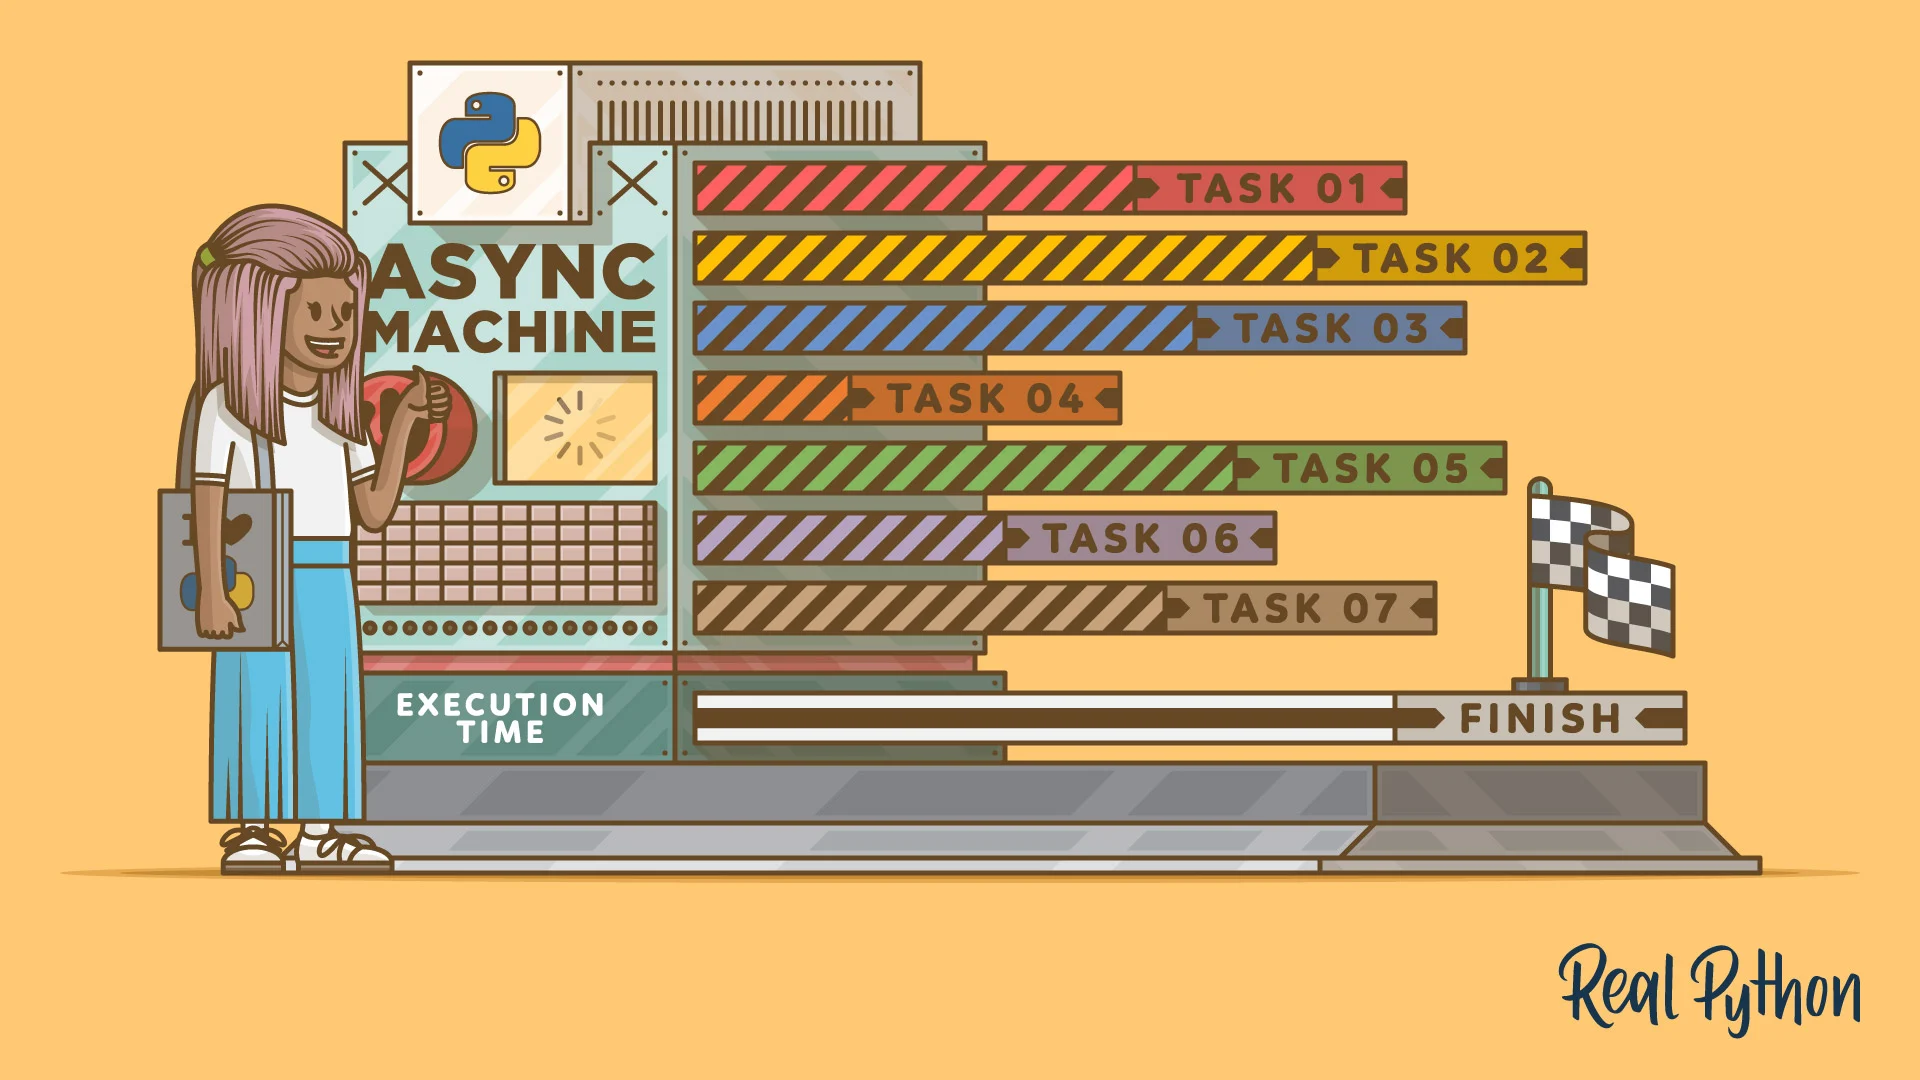 ASYNC
MACHINE
TASK 01
TASK 02
TASK 03
TASK 04
TASK 05
TASK 06
TASK 07
EXECUTION
TIME
FINISH
Real Python